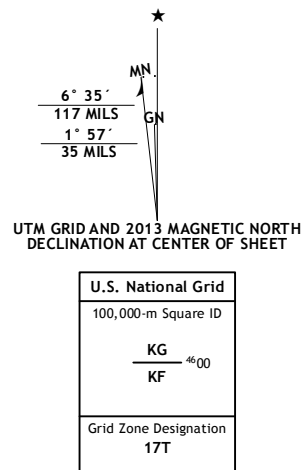 ★
MN
6° 35´
117 MILS
GN
1° 57´
35 MILS
UTM GRID AND 2013 MAGNETIC NORTH
DECLINATION AT CENTER OF SHEET
U.S. National Grid
100,000-m Square ID
KG
4600
KF
Grid Zone Designation
17T